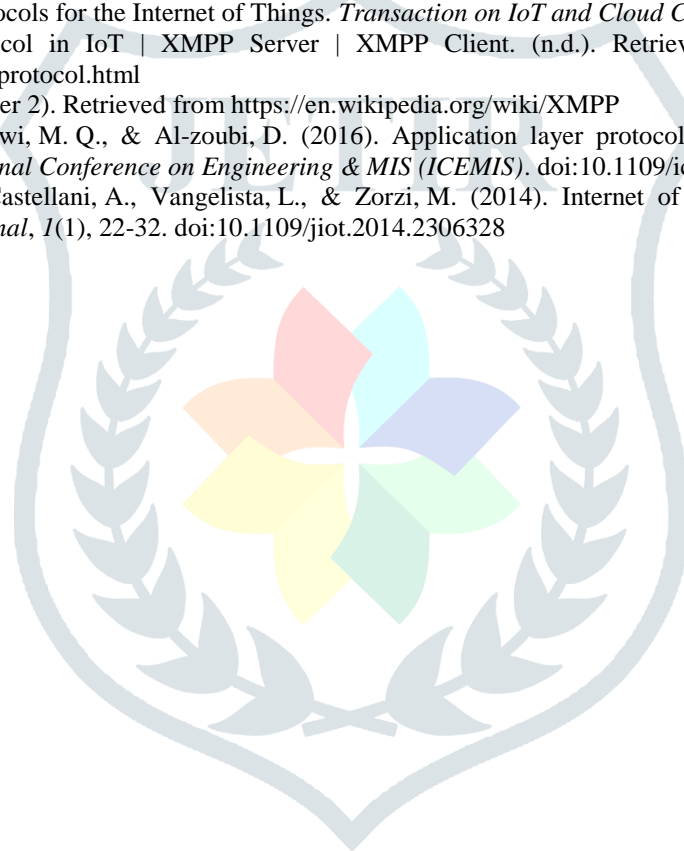 ocols for the Internet of Things. Transaction on IoT and Cloud C
col in IoT | XMPP Server | XMPP Client. (n.d.). Retriev
protocol.html
er 2). Retrieved from https://en.wikipedia.org/wiki/XMPP
wi, M. Q., & Al-zoubi, D. (2016). Application layer protocol
nal Conference on Engineering & MIS (ICEMIS). doi:10.1109/ic
Castellani, A., Vangelista, L., & Zorzi, M. (2014). Internet of
nal, 1(1), 22-32. doi:10.1109/jiot.2014.2306328
JETIR